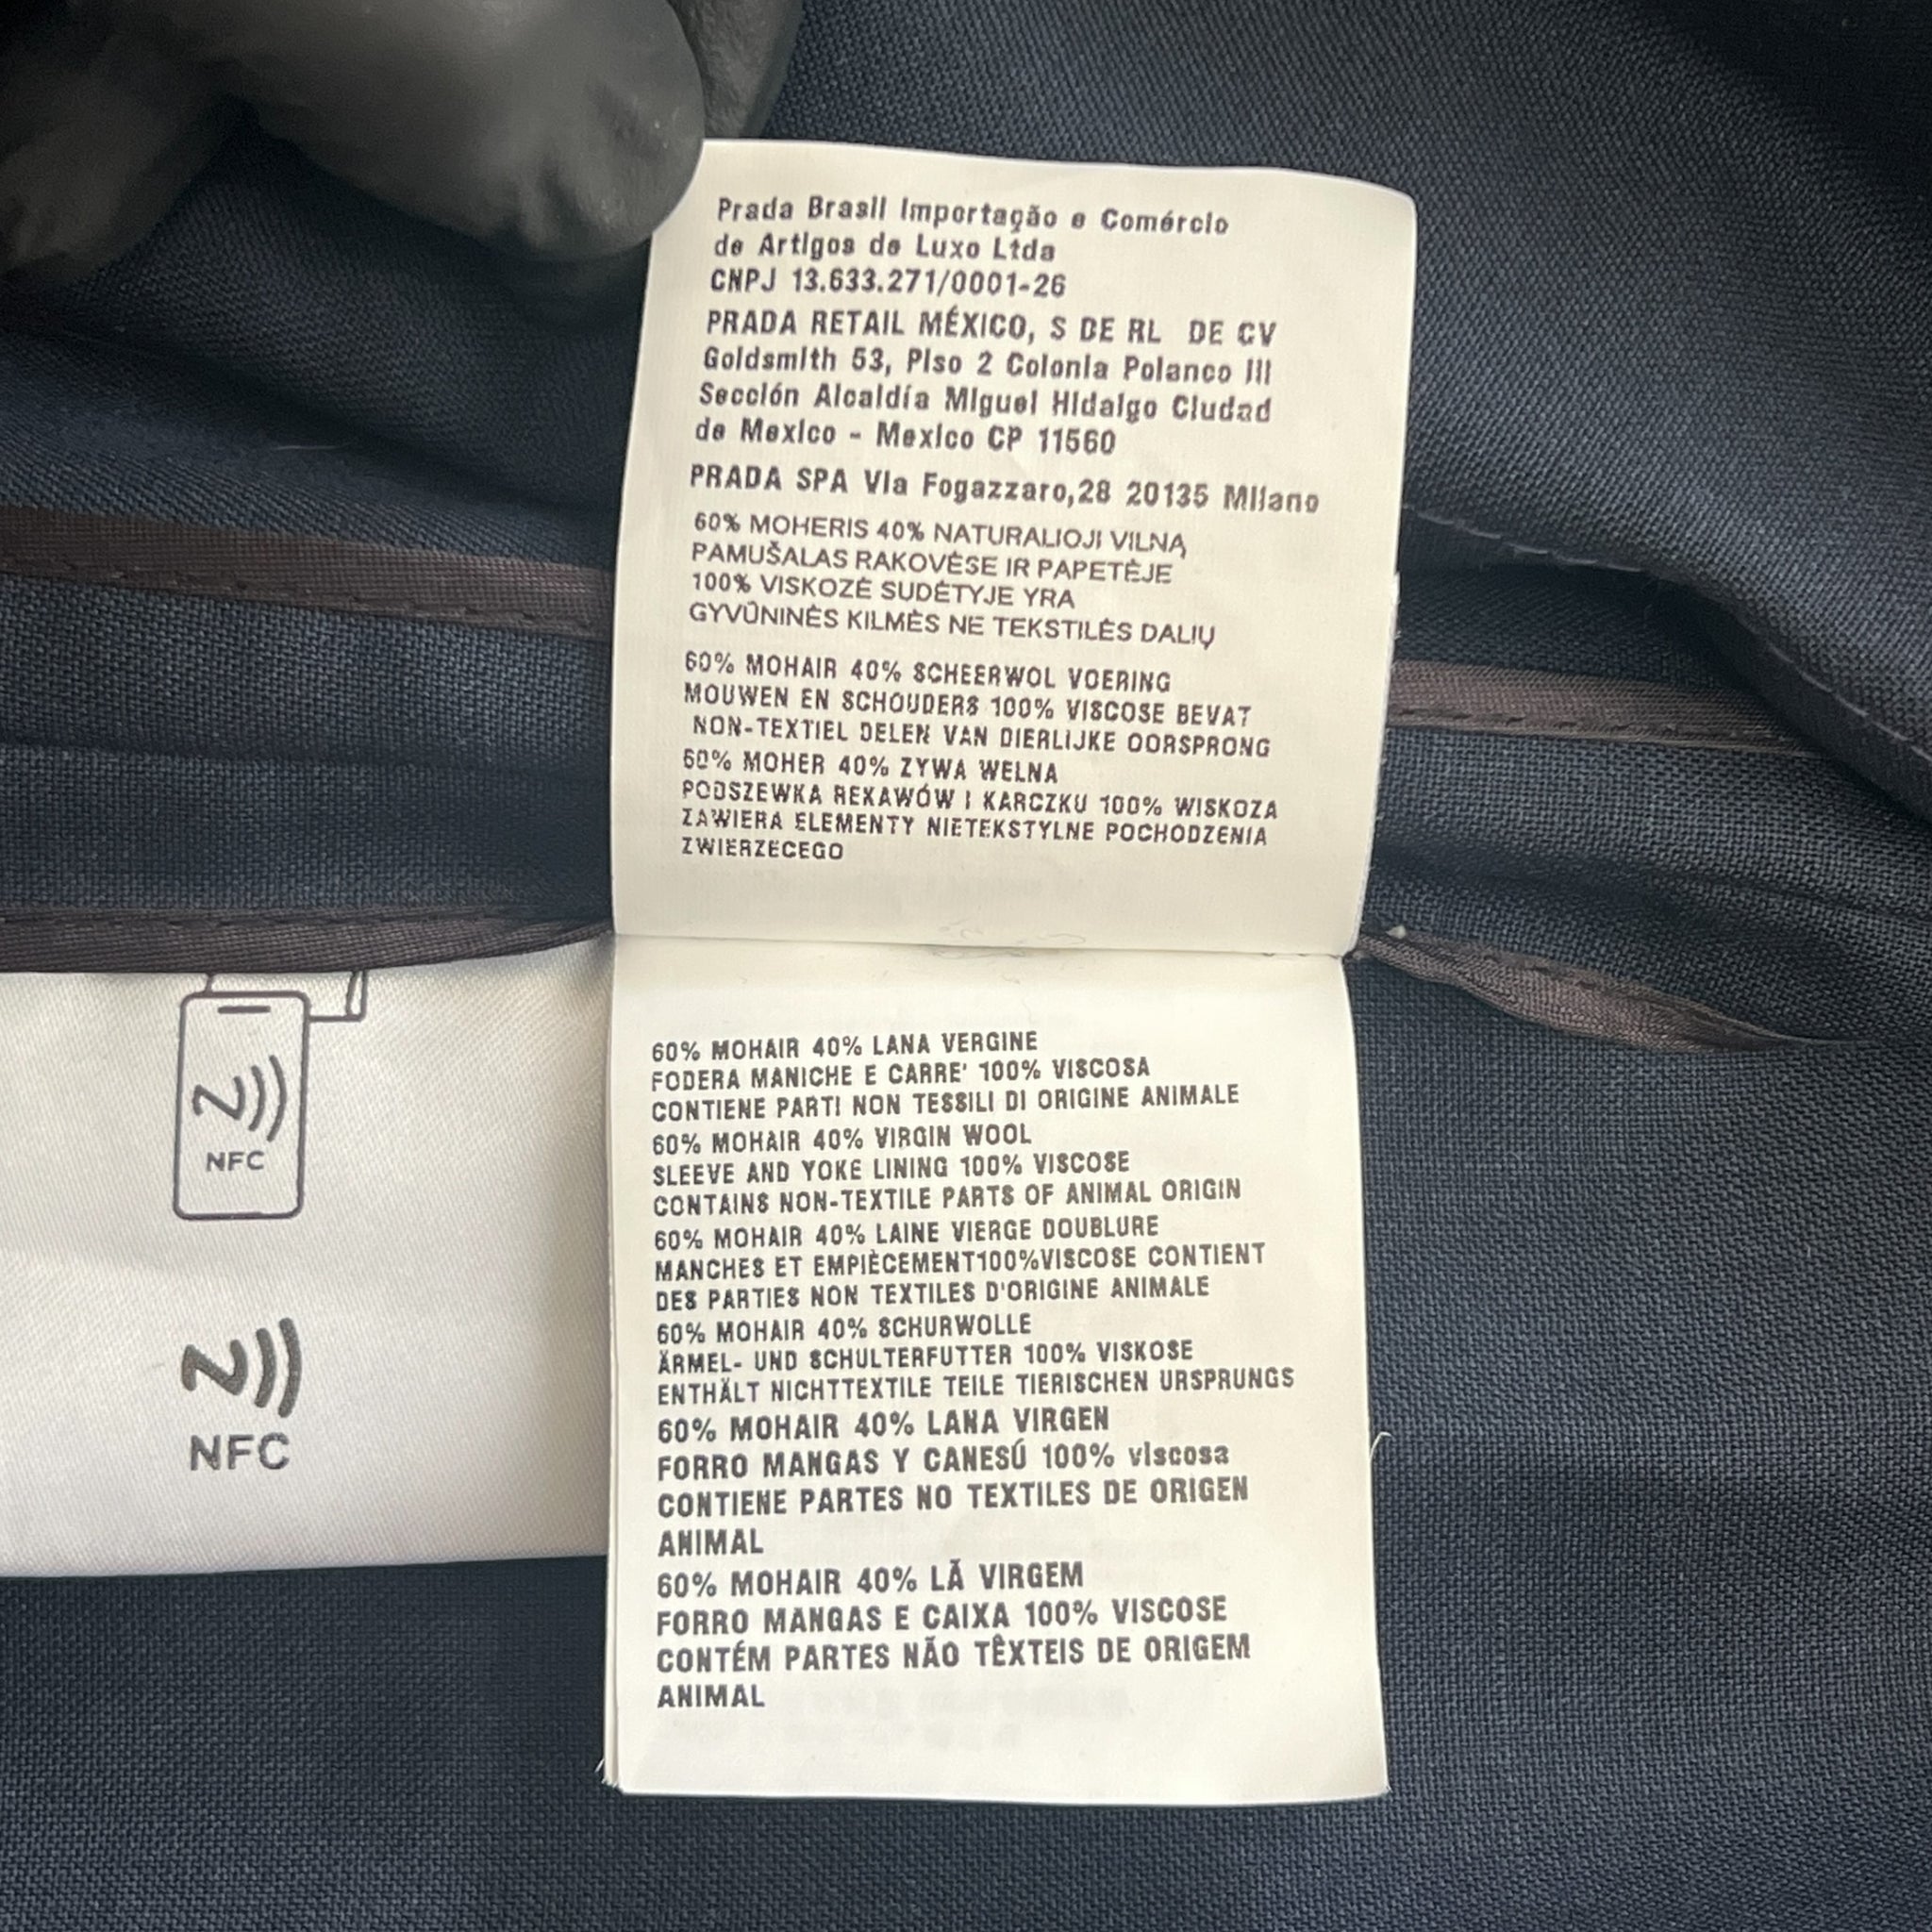 Prada Brasil Importação e Comércio
de Artigos de Luxo Ltda
CNPJ 13.633.271/0001-26
PRADA RETAIL MÉXICO, S DE RL DE CV
Goldsmith 53, Piso 2 Colonia Polanco III
Sección Alcaldía Miguel Hidalgo Ciudad
de Mexico - Mexico CP 11560
PRADA SPA Via Fogazzaro,28 20135 Milano
60% MOHERIS 40% NATURALIOJI VILNĄ
PAMUŠALAS RAKOVĖSE IR PAPETĖJE
100% VISKOZĖ SUDĖTYJE YRA
GYVŪNINĖS KILMĖS NE TEKSTILĖS DALIŲ
60% MOHAIR 40% SCHEERWOL VOERING
MOUWEN EN SCHOUDERS 100% VISCOSE BEVAT
NON-TEXTIEL DELEN VAN DIERLIJKE OORSPRONG
60% MOHER 40% ZYWA WELNA
PODSZEWKA REKAWÓW I KARCZKU 100% WISKOZA
ZAWIERA ELEMENTY NIETEKSTYLNE POCHODZENIA
ZWIERZECEGO
NFC
NFC
60% MOHAIR 40% LANA VERGINE
FODERA MANICHE E CARRE' 100% VISCOSA
CONTIENE PARTI NON TESSILI DI ORIGINE ANIMALE
60% MOHAIR 40% VIRGIN WOOL
SLEEVE AND YOKE LINING 100% VISCOSE
CONTAINS NON-TEXTILE PARTS OF ANIMAL ORIGIN
60% MOHAIR 40% LAINE VIERGE DOUBLURE
MANCHES ET EMPIÈCEMENT100%VISCOSE CONTIENT
DES PARTIES NON TEXTILES D'ORIGINE ANIMALE
60% MOHAIR 40% SCHURWOLLE
ÄRMEL- UND SCHULTERFUTTER 100% VISKOSE
ENTHÄLT NICHTTEXTILE TEILE TIERISCHEN URSPRUNGS
60% MOHAIR 40% LANA VIRGEN
FORRO MANGAS Y CANESÚ 100% viscosa
CONTIENE PARTES NO TEXTILES DE ORIGEN
ANIMAL
60% MOHAIR 40% LÃ VIRGEM
FORRO MANGAS E CAIXA 100% VISCOSE
CONTÉM PARTES NÃO TÊXTEIS DE ORIGEM
ANIMAL